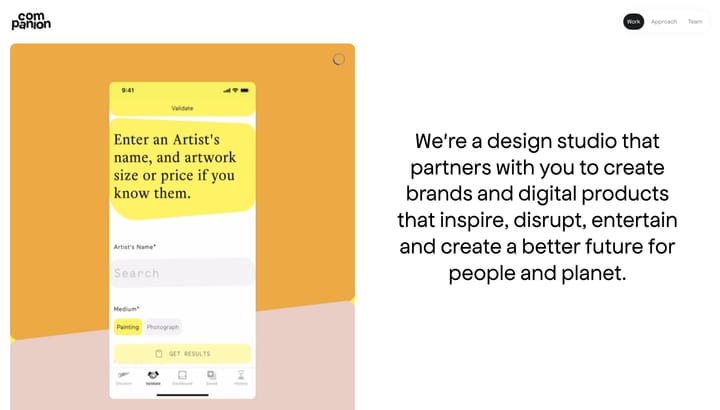 com
panion
Work Approach Team
9:41
Validate
Enter an Artist's
name, and artwork
size or price if you
know them.
Artist's Name*
Search
Medium*
Painting Photograph
GET RESULTS
Discover Validate Dashboard Saved History
We're a design studio that
partners with you to create
brands and digital products
that inspire, disrupt, entertain
and create a better future for
people and planet.